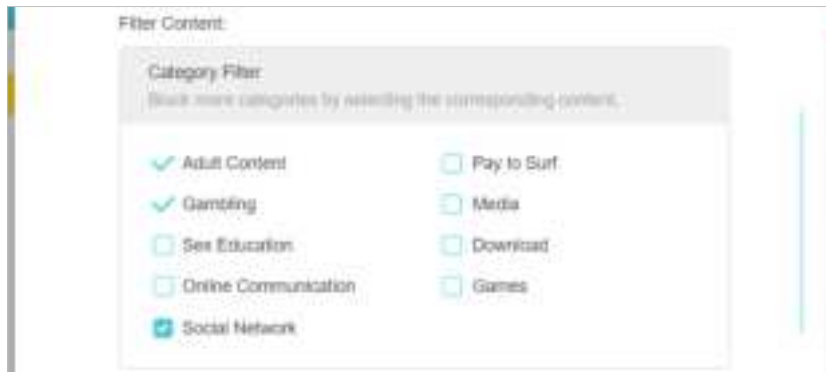 Filter Content:
Category Filter
Block more categories by selecting the corresponding content.
Adult Content
Pay to Surf
Gambling
Media
Sex Education
Download
Online Communication
Games
Social Network